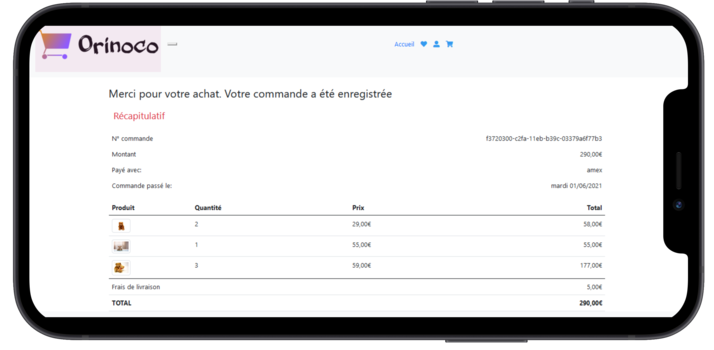 Orinoco
Accueil
Merci pour votre achat. Votre commande a été enregistrée
Récapitulatif
N° commande f3720300-c2fa-11eb-b39c-03379a6f77b3
Montant 290,00€
Payé avec: amex
Commande passé le: mardi 01/06/2021
Produit Quantité Prix Total
2 29,00€ 58,00€
1 55,00€ 55,00€
3 59,00€ 177,00€
Frais de livraison 5,00€
TOTAL 290,00€